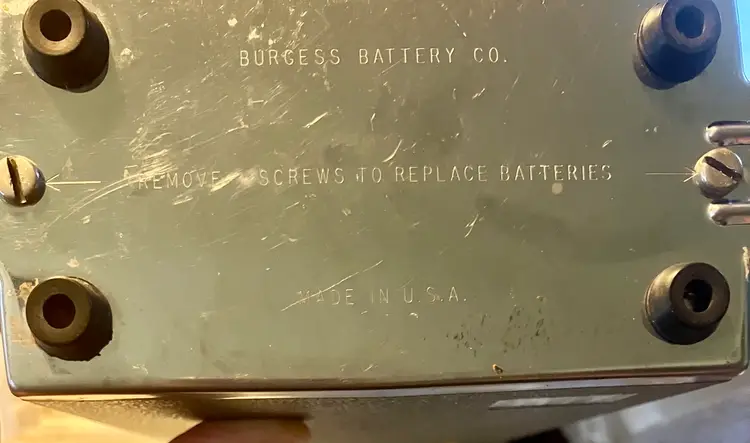 BURGESS BATTERY CO.
REMOVE SCREWS TO REPLACE BATTERIES
MADE IN U.S.A.